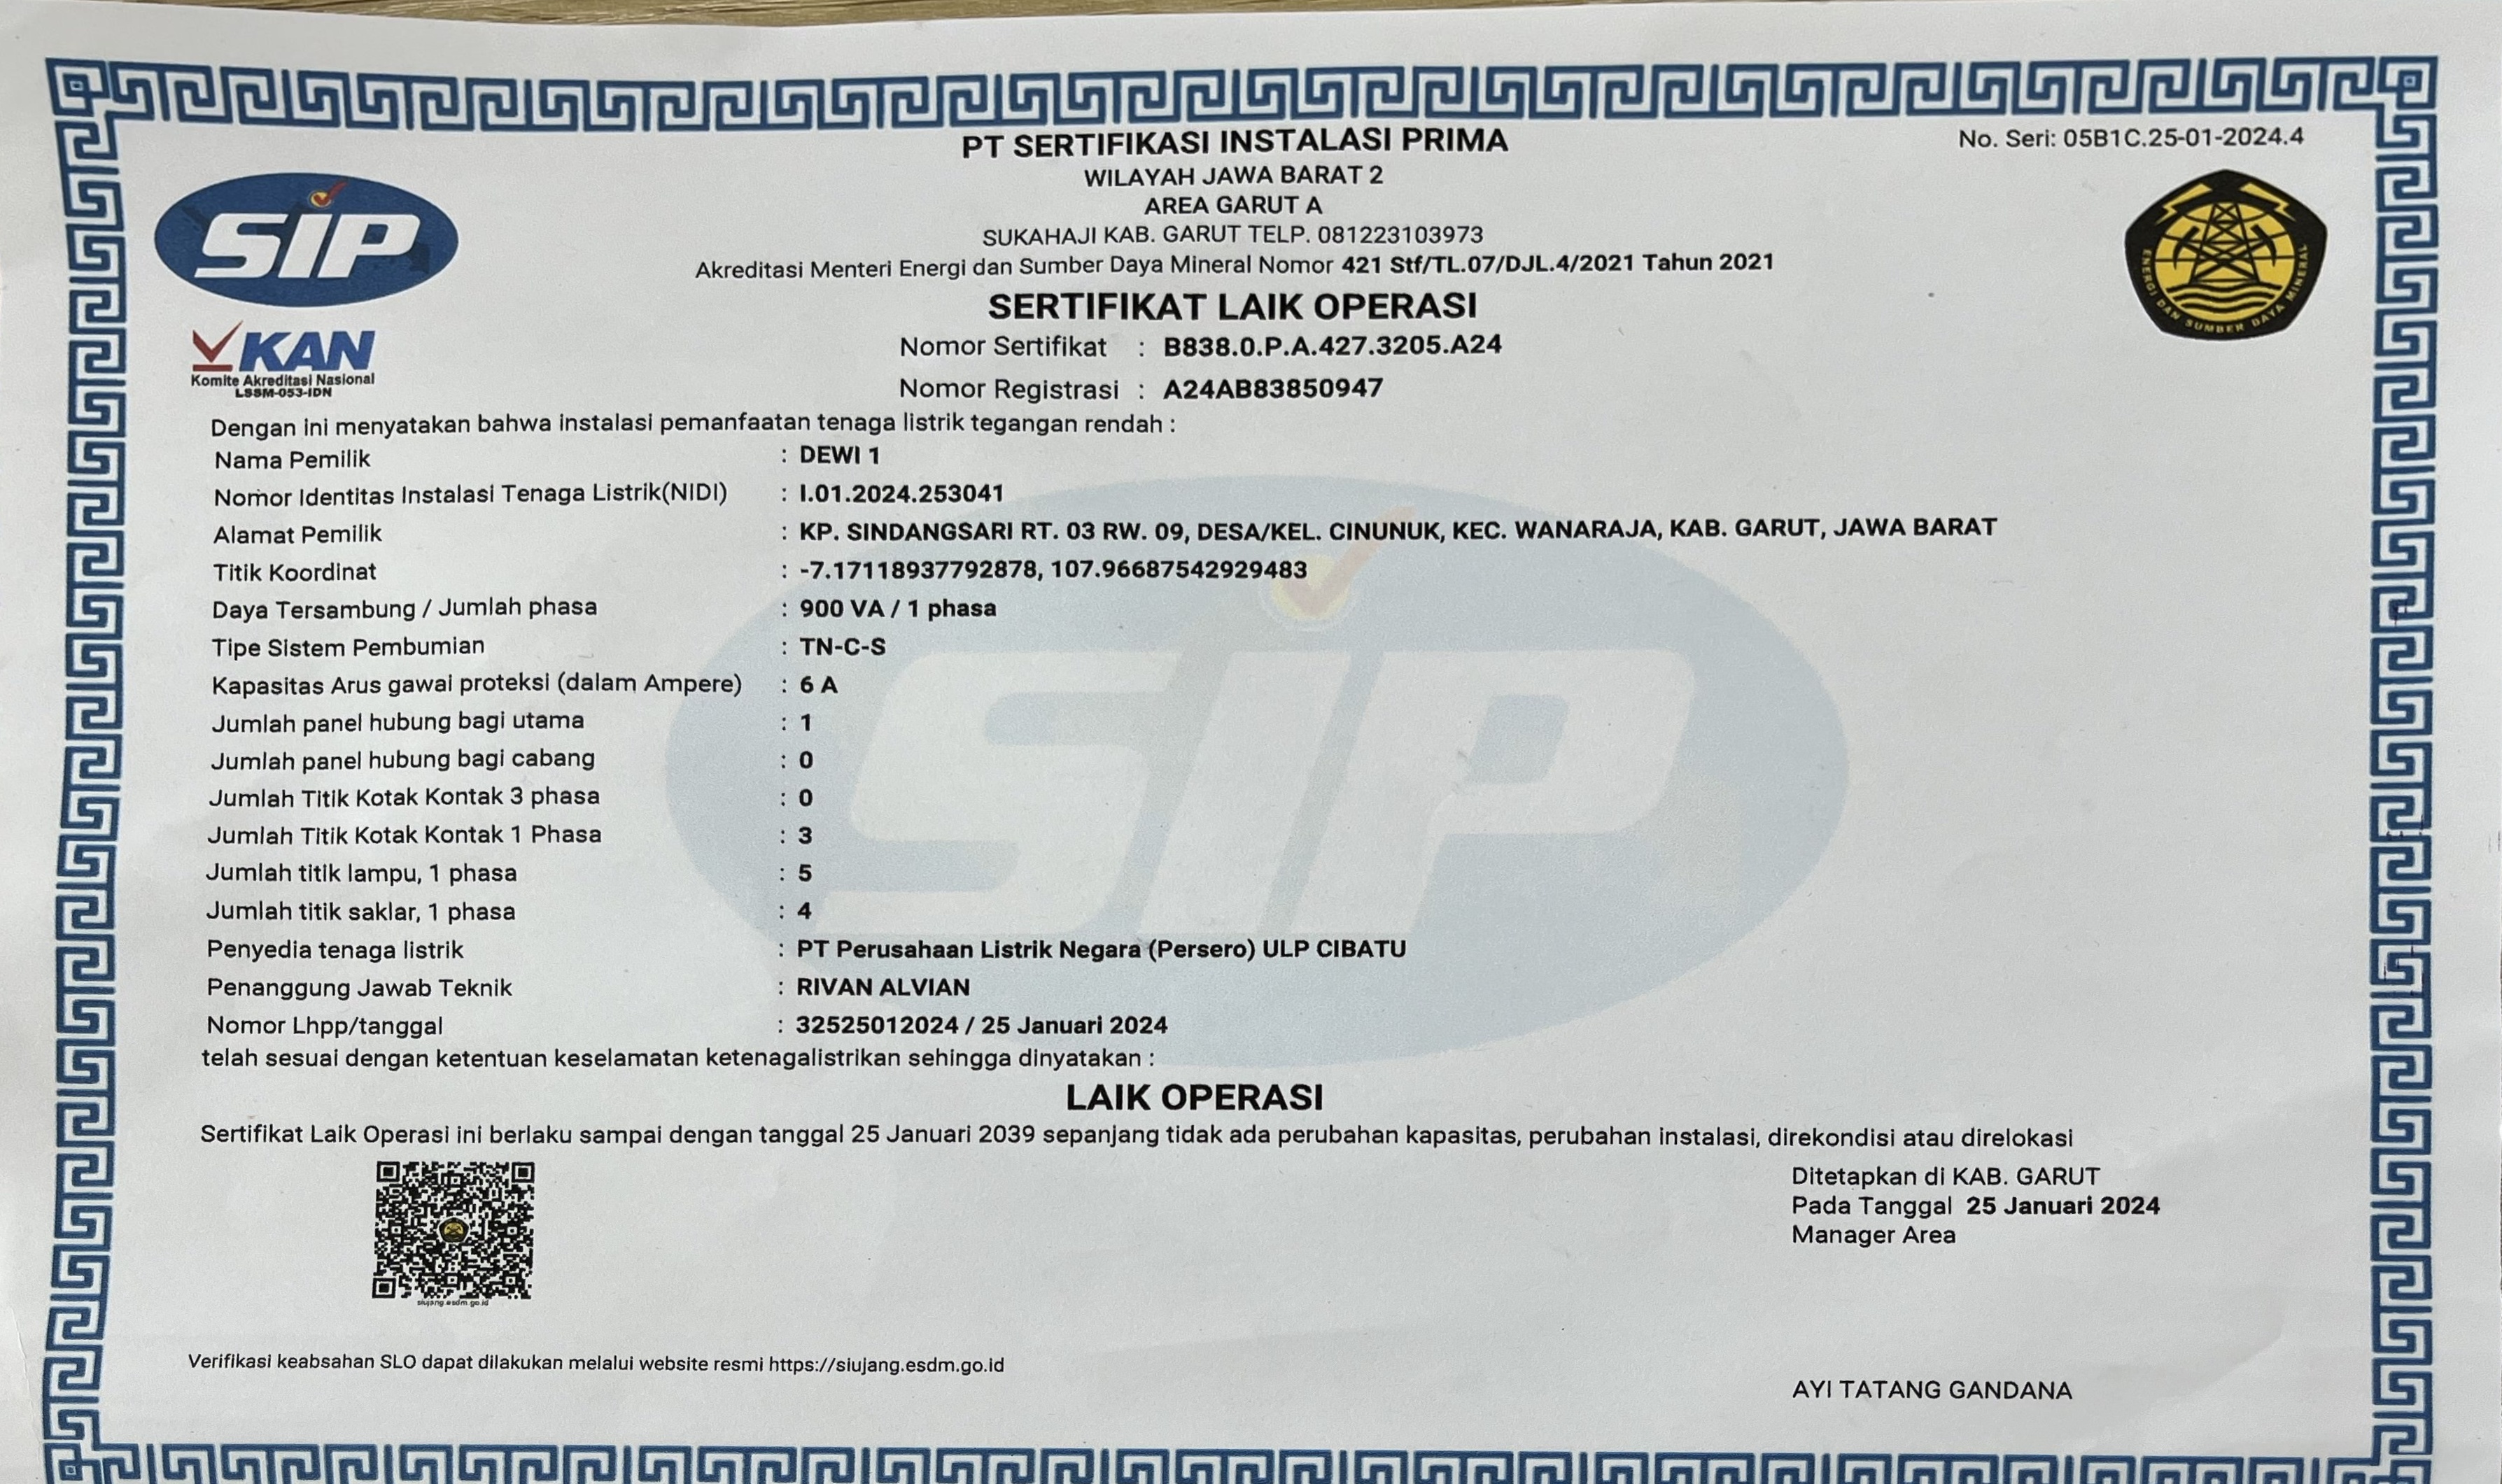 PT SERTIFIKASI INSTALASI PRIMA
No. Seri: 05B1C.25-01-2024.4
WILAYAH JAWA BARAT 2
AREA GARUT A
SUKAHAJI KAB. GARUT TELP. 081223103973
Akreditasi Menteri Energi dan Sumber Daya Mineral Nomor 421 Stf/TL.07/DJL.4/2021 Tahun 2021
SIP
ENERGI DAN SUMBER DAYA MINERAL
SERTIFIKAT LAIK OPERASI
KAN
Komite Akreditasi Nasional
LSSM-053-IDN
Nomor Sertifikat : B838.0.P.A.427.3205.A24
Nomor Registrasi : A24AB83850947
Dengan ini menyatakan bahwa instalasi pemanfaatan tenaga listrik tegangan rendah :
Nama Pemilik : DEWI 1
Nomor Identitas Instalasi Tenaga Listrik(NIDI) : I.01.2024.253041
Alamat Pemilik : KP. SINDANGSARI RT. 03 RW. 09, DESA/KEL. CINUNUK, KEC. WANARAJA, KAB. GARUT, JAWA BARAT
Titik Koordinat : -7.17118937792878, 107.96687542929483
Daya Tersambung / Jumlah phasa : 900 VA / 1 phasa
Tipe Sistem Pembumian : TN-C-S
Kapasitas Arus gawai proteksi (dalam Ampere) : 6 A
Jumlah panel hubung bagi utama : 1
Jumlah panel hubung bagi cabang : 0
Jumlah Titik Kotak Kontak 3 phasa : 0
Jumlah Titik Kotak Kontak 1 Phasa : 3
Jumlah titik lampu, 1 phasa : 5
Jumlah titik saklar, 1 phasa : 4
Penyedia tenaga listrik : PT Perusahaan Listrik Negara (Persero) ULP CIBATU
Penanggung Jawab Teknik : RIVAN ALVIAN
Nomor Lhpp/tanggal : 32525012024 / 25 Januari 2024
SIP
telah sesuai dengan ketentuan keselamatan ketenagalistrikan sehingga dinyatakan :
LAIK OPERASI
Sertifikat Laik Operasi ini berlaku sampai dengan tanggal 25 Januari 2039 sepanjang tidak ada perubahan kapasitas, perubahan instalasi, direkondisi atau direlokasi
Ditetapkan di KAB. GARUT
Pada Tanggal 25 Januari 2024
Manager Area
siujang esdm.go.id
Verifikasi keabsahan SLO dapat dilakukan melalui website resmi https://siujang.esdm.go.id
AYI TATANG GANDANA